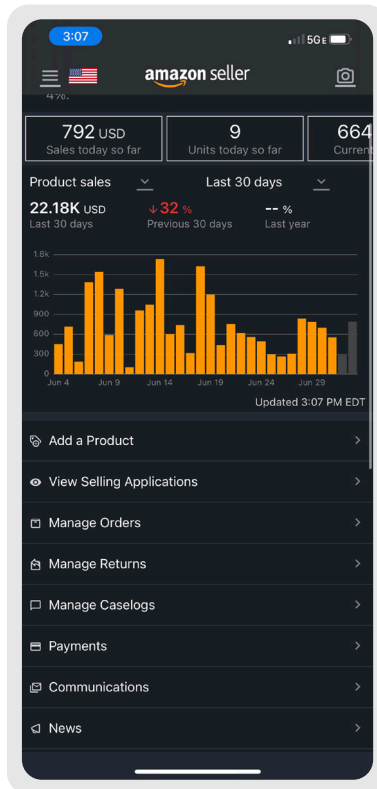 3:07
5GE
amazon seller
4%.
792 USD
Sales today so far
9
Units today so far
664
Current
Product sales
Last 30 days
22.18K USD
↓32 %
-- %
Last 30 days
Previous 30 days
Last year
1.8k
1.5k
1.2k
900
600
300
0
Jun 4 Jun 9 Jun 14 Jun 19 Jun 24 Jun 29
Updated 3:07 PM EDT
Add a Product
View Selling Applications
Manage Orders
Manage Returns
Manage Caselogs
Payments
Communications
News